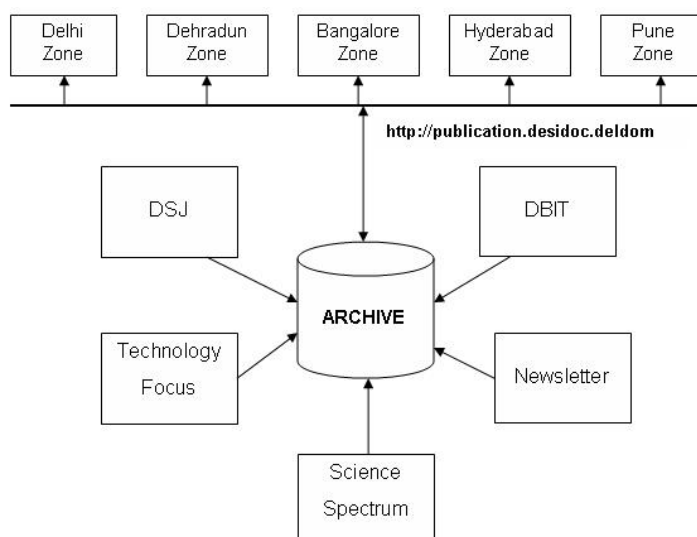 Delhi
Zone
Dehradun
Zone
Bangalore
Zone
Hyderabad
Zone
Pune
Zone
http://publication.desidoc.deldom
DSJ
DBIT
ARCHIVE
Technology
Focus
Newsletter
Science
Spectrum